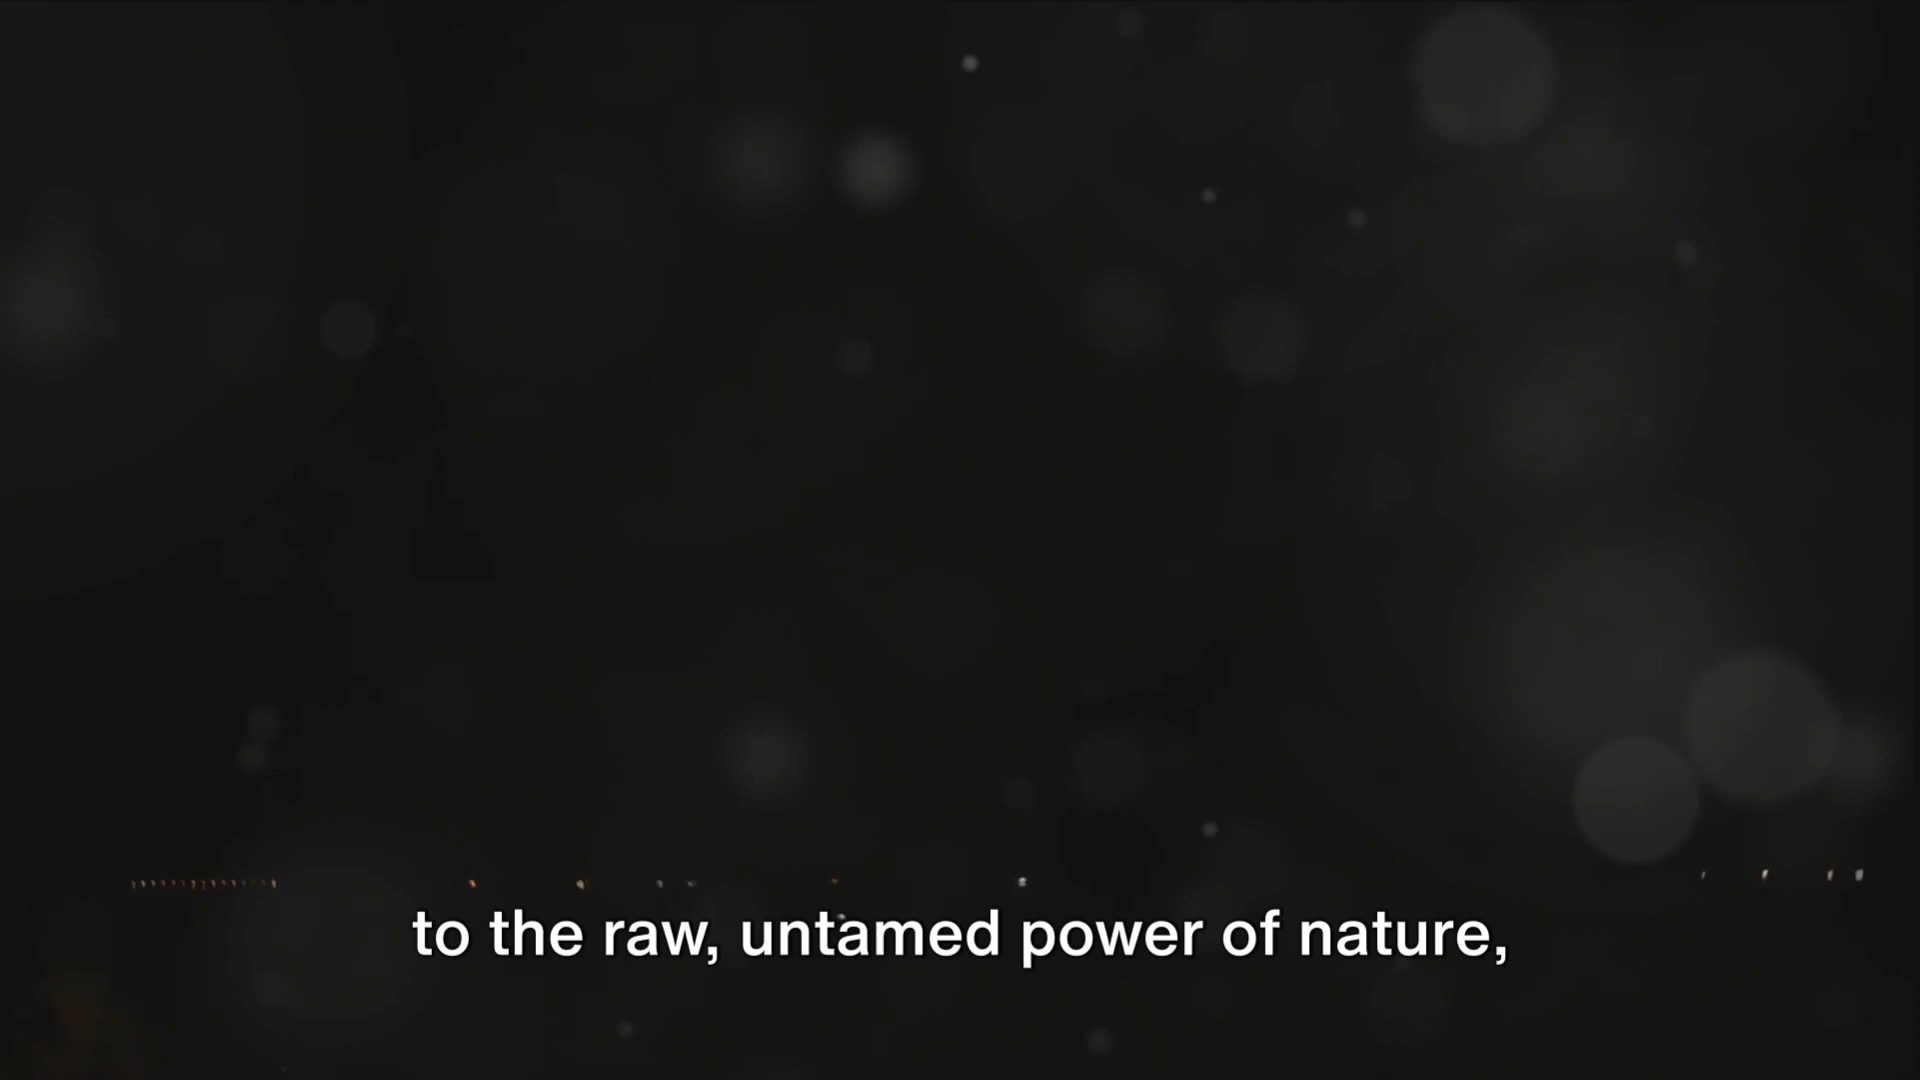 to the raw, untamed power of nature,